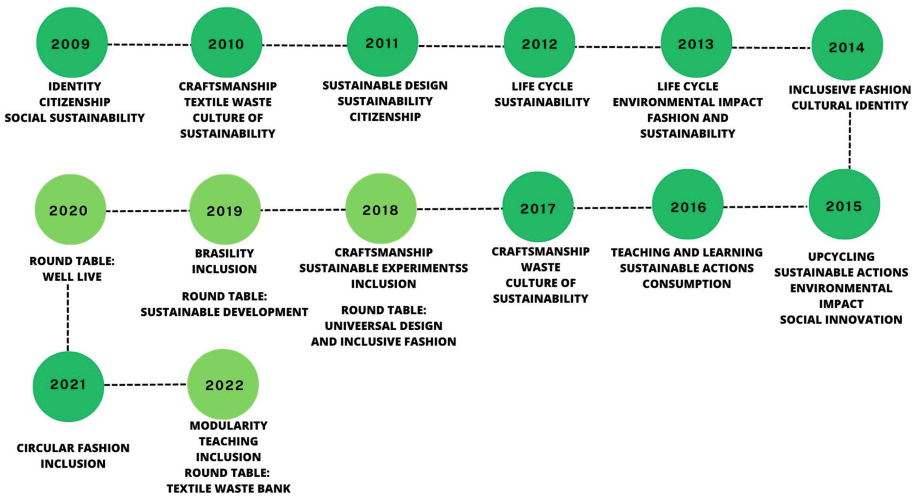 2009
IDENTITY
CITIZENSHIP
SOCIAL SUSTAINABILITY
2010
CRAFTSMANSHIP
TEXTILE WASTE
CULTURE OF
SUSTAINABILITY
2011
SUSTAINABLE DESIGN
SUSTAINABILITY
CITIZENSHIP
2012
LIFE CYCLE
SUSTAINABILITY
2013
LIFE CYCLE
ENVIRONMENTAL IMPACT
FASHION AND
SUSTAINABILITY
2014
INCLUSEIVE FASHION
CULTURAL IDENTITY
2015
UPCYCLING
SUSTAINABLE ACTIONS
ENVIRONMENTAL
IMPACT
SOCIAL INNOVATION
2016
TEACHING AND LEARNING
SUSTAINABLE ACTIONS
CONSUMPTION
2017
CRAFTSMANSHIP
WASTE
CULTURE OF
SUSTAINABILITY
2018
CRAFTSMANSHIP
SUSTAINABLE EXPERIMENTSS
INCLUSION
ROUND TABLE:
UNIVEERSAL DESIGN
AND INCLUSIVE FASHION
2019
BRASILITY
INCLUSION
ROUND TABLE:
SUSTAINABLE DEVELOPMENT
2020
ROUND TABLE:
WELL LIVE
2021
CIRCULAR FASHION
INCLUSION
2022
MODULARITY
TEACHING
INCLUSION
ROUND TABLE:
TEXTILE WASTE BANK